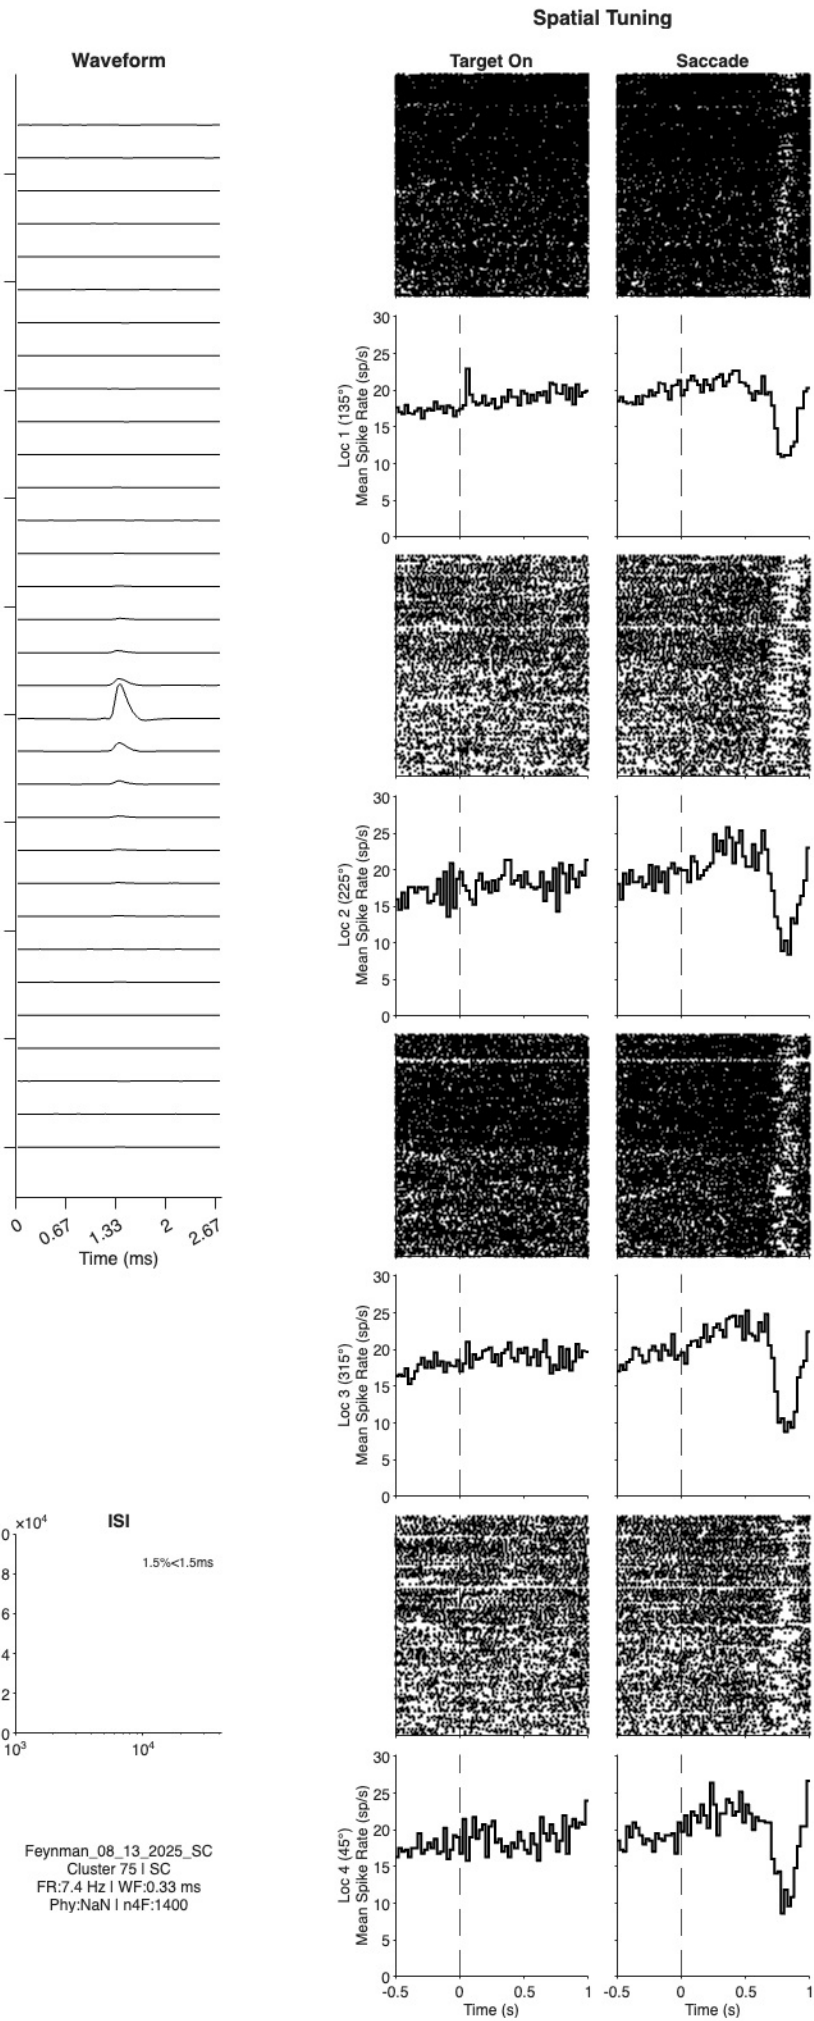 Spatial Tuning
Waveform
Target On
Saccade
30
25
20
15
10
5
0
Loc 1 (135°)
Mean Spike Rate (sp/s)
30
25
20
15
10
5
0
Loc 2 (225°)
Mean Spike Rate (sp/s)
0
0.67
1.33
2
2.67
Time (ms)
30
25
20
15
10
5
0
Loc 3 (315°)
Mean Spike Rate (sp/s)
ISI
×10⁴
0
8
6
4
2
0
1.5%<1.5ms
10³
10⁴
30
25
20
15
10
5
0
Loc 4 (45°)
Mean Spike Rate (sp/s)
Feynman_08_13_2025_SC
Cluster 75 | SC
FR:7.4 Hz | WF:0.33 ms
Phy:NaN | n4F:1400
-0.5
0
0.5
1
-0.5
0
0.5
1
Time (s)
Time (s)